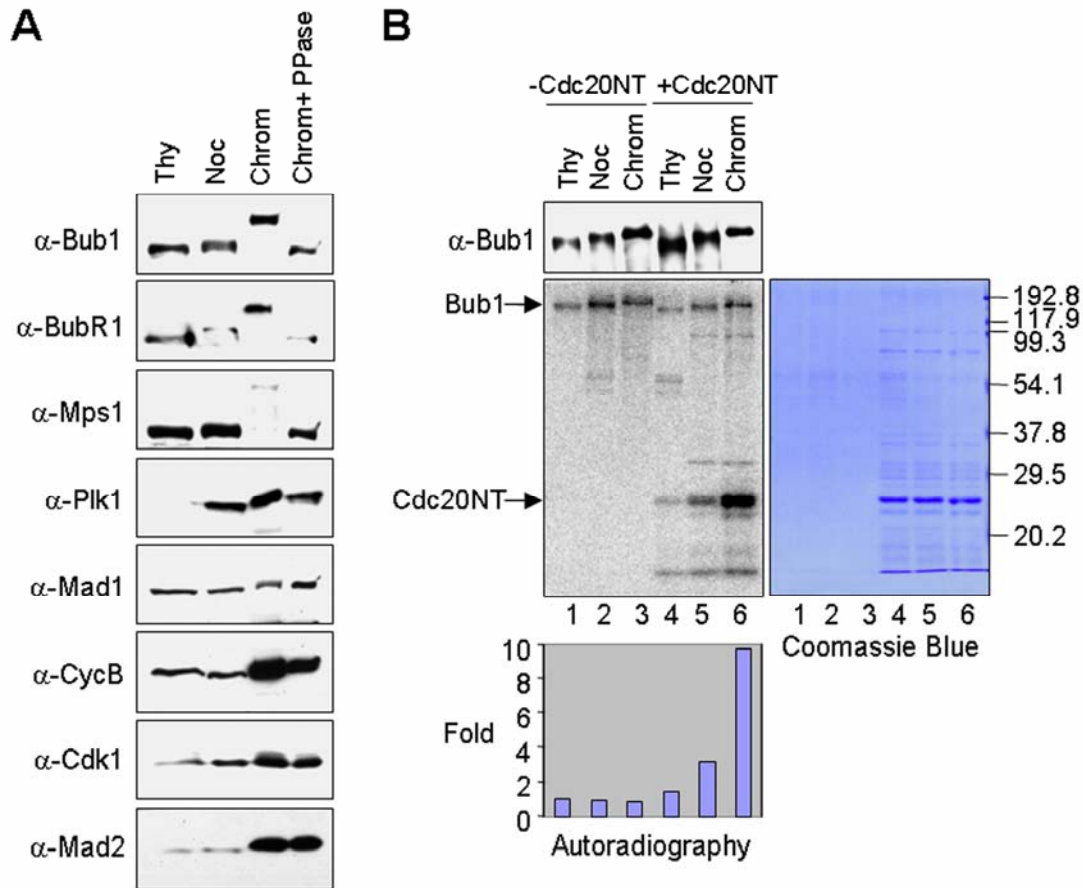 A
Thy
Noc
Chrom
Chrom+ PPase
α-Bub1
α-BubR1
α-Mps1
α-Plk1
α-Mad1
α-CycB
α-Cdk1
α-Mad2
B
-Cdc20NT +Cdc20NT
Thy
Noc
Chrom
Thy
Noc
Chrom
α-Bub1
Bub1
Cdc20NT
192.8
117.9
99.3
54.1
37.8
29.5
20.2
1 2 3 4 5 6
1 2 3 4 5 6
Coomassie Blue
Fold
10
8
6
4
2
0
Autoradiography